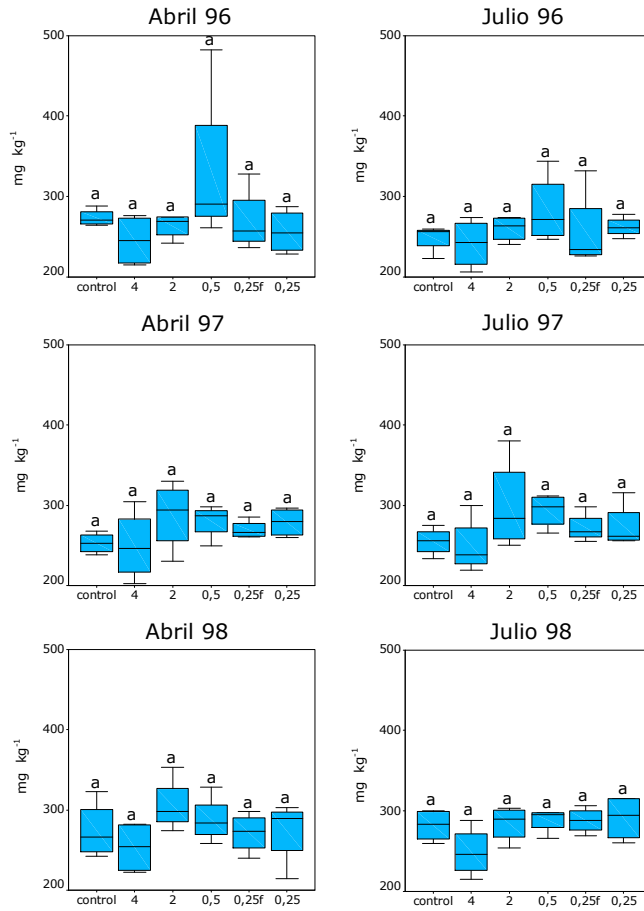 Abril 96
Julio 96
500
400
300
200
mg kg-1
a a a a a a
control 4 2 0,5 0,25f 0,25
500
400
300
200
mg kg-1
a a a a a a
control 4 2 0,5 0,25f 0,25
Abril 97
Julio 97
500
400
300
200
mg kg-1
a a a a a a
control 4 2 0,5 0,25f 0,25
500
400
300
200
mg kg-1
a a a a a a
control 4 2 0,5 0,25f 0,25
Abril 98
Julio 98
500
400
300
200
mg kg-1
a a a a a a
control 4 2 0,5 0,25f 0,25
500
400
300
200
mg kg-1
a a a a a a
control 4 2 0,5 0,25f 0,25